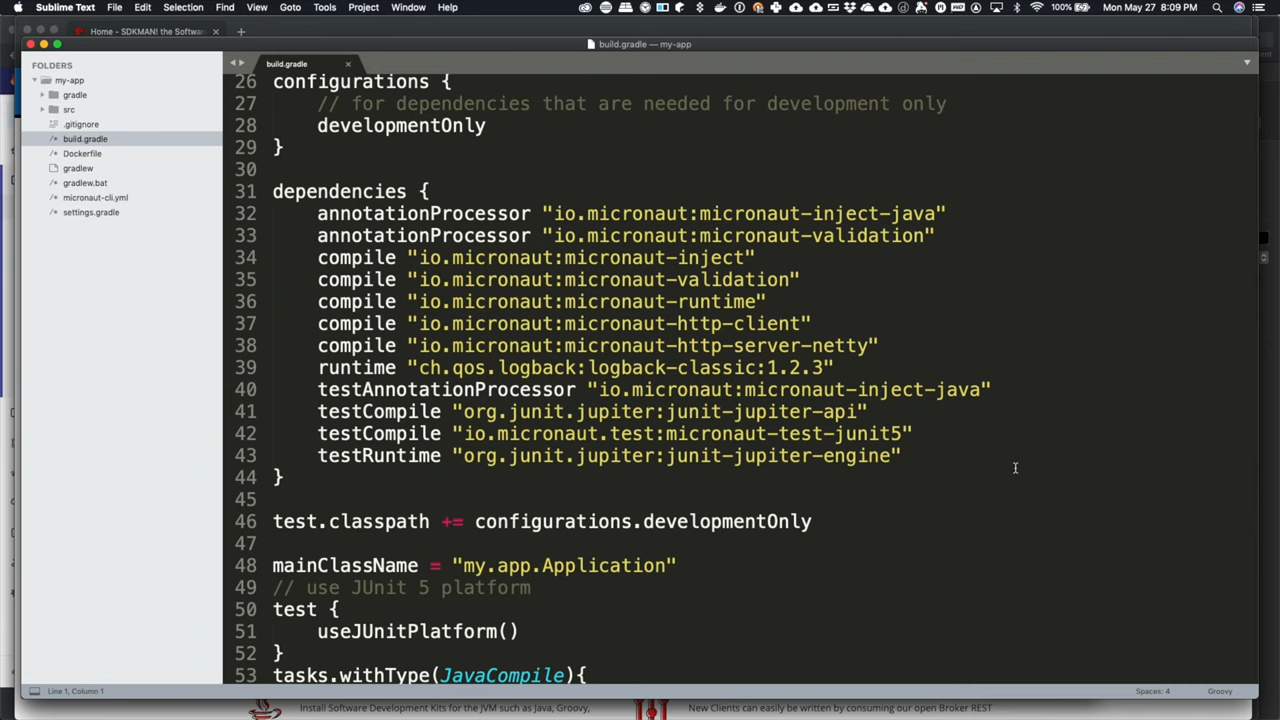 Sublime Text File Edit Selection Find View Goto Tools Project Window Help 100% Mon May 27 8:09 PM
Home - SDKMAN! the Softwar
build.gradle — my-app
FOLDERS
my-app
gradle
src
.gitignore
build.gradle
Dockerfile
gradlew
gradlew.bat
micronaut-cli.yml
settings.gradle
build.gradle
26 configurations {
27 // for dependencies that are needed for development only
28 developmentOnly
29 }
30
31 dependencies {
32 annotationProcessor "io.micronaut:micronaut-inject-java"
33 annotationProcessor "io.micronaut:micronaut-validation"
34 compile "io.micronaut:micronaut-inject"
35 compile "io.micronaut:micronaut-validation"
36 compile "io.micronaut:micronaut-runtime"
37 compile "io.micronaut:micronaut-http-client"
38 compile "io.micronaut:micronaut-http-server-netty"
39 runtime "ch.qos.logback:logback-classic:1.2.3"
40 testAnnotationProcessor "io.micronaut:micronaut-inject-java"
41 testCompile "org.junit.jupiter:junit-jupiter-api"
42 testCompile "io.micronaut.test:micronaut-test-junit5"
43 testRuntime "org.junit.jupiter:junit-jupiter-engine"
44 }
45
46 test.classpath += configurations.developmentOnly
47
48 mainClassName = "my.app.Application"
49 // use JUnit 5 platform
50 test {
51 useJUnitPlatform()
52 }
53 tasks.withType(JavaCompile){
Line 1, Column 1 Spaces: 4 Groovy
Install Software Development Kits for the JVM such as Java, Groovy, New Clients can easily be written by consuming our open Broker REST